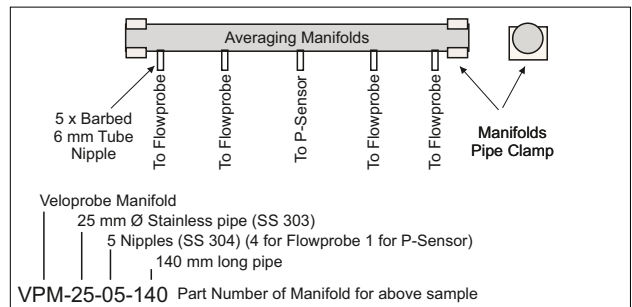 Averaging Manifolds
5 x Barbed
6 mm Tube
Nipple
To Flowprobe
To Flowprobe
To P-Sensor
To Flowprobe
To Flowprobe
Manifolds
Pipe Clamp
Veloprobe Manifold
25 mm Ø Stainless pipe (SS 303)
5 Nipples (SS 304) (4 for Flowprobe 1 for P-Sensor)
140 mm long pipe
VPM-25-05-140 Part Number of Manifold for above sample